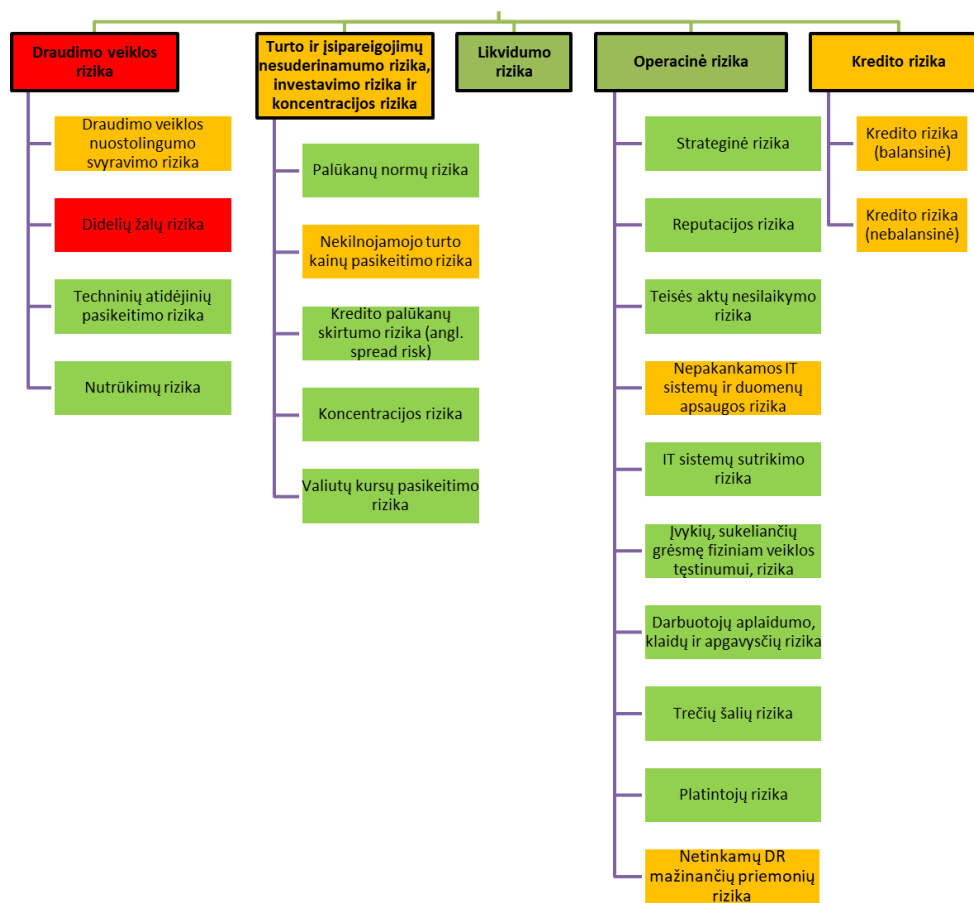 Draudimo veiklos
rizika
Draudimo veiklos
nuostolingumo
svyravimo rizika
Didelių žalų rizika
Techninių atidėjinių
pasikeitimo rizika
Nutrūkimų rizika
Turto ir įsipareigojimų
nesuderinamumo rizika,
investavimo rizika ir
koncentracijos rizika
Palūkanų normų rizika
Nekilnojamojo turto
kainų pasikeitimo rizika
Kredito palūkanų
skirtumo rizika (angl.
spread risk)
Koncentracijos rizika
Valiutų kursų pasikeitimo
rizika
Likvidumo
rizika
Operacinė rizika
Strateginė rizika
Reputacijos rizika
Teisės aktų nesilaikymo
rizika
Nepakankamos IT
sistemų ir duomenų
apsaugos rizika
IT sistemų sutrikimo
rizika
Įvykių, sukeliančių
grėsmę fiziniam veiklos
tęstinumui, rizika
Darbuotojų aplaidumo,
klaidų ir apgavysčių rizika
Trečių šalių rizika
Platintojų rizika
Netinkamų DR
mažinančių priemonių
rizika
Kredito rizika
Kredito rizika
(balansinė)
Kredito rizika
(nebalansinė)